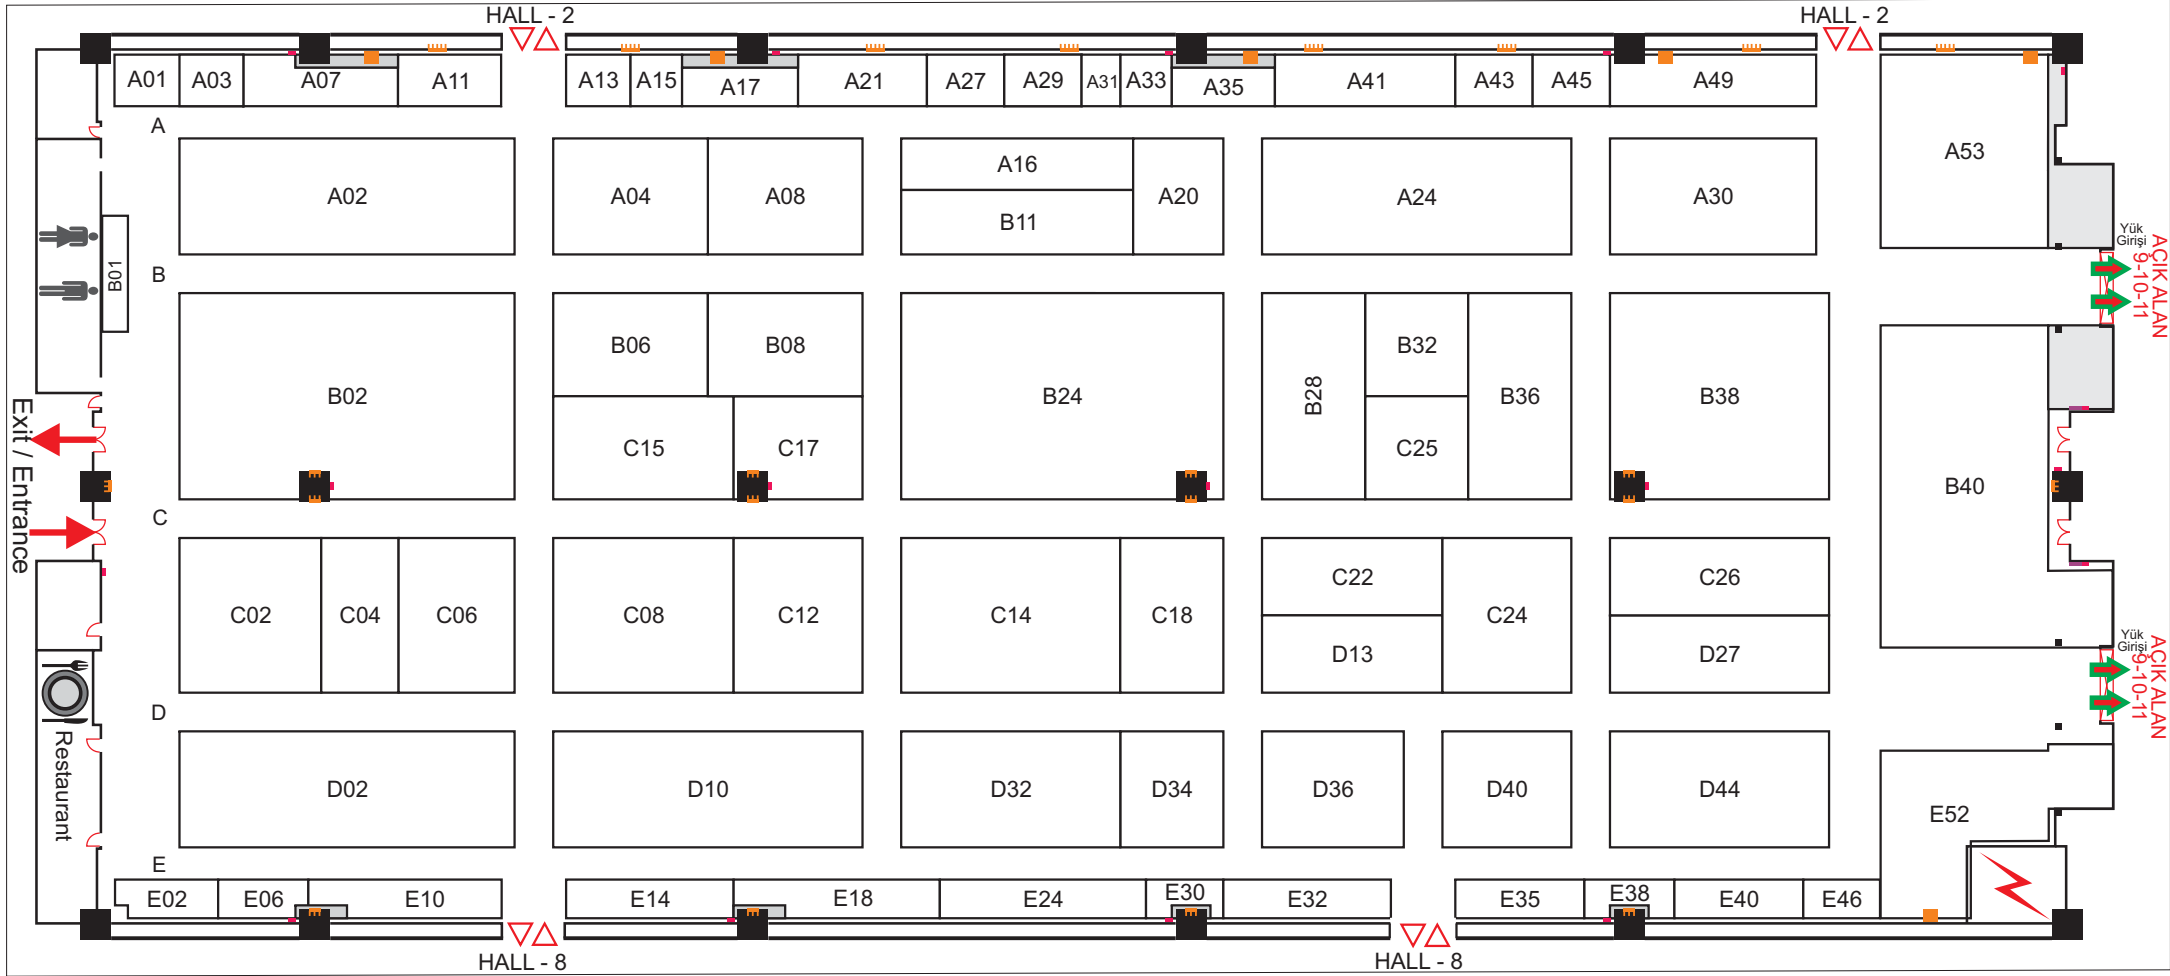 HALL - 2
HALL - 2
A01
A03
A07
A11
A13
A15
A17
A21
A27
A29
A31
A33
A35
A41
A43
A45
A49
A
A02
A04
A08
A16
B11
A20
A24
A30
A53
B01
B
Yük
Girişi
AÇIK ALAN
9-10-11
B02
B06
B08
C15
C17
B24
B28
B32
C25
B36
B38
B40
Exit / Entrance
C
C02
C04
C06
C08
C12
C14
C18
C22
D13
C24
C26
D27
Yük
Girişi
AÇIK ALAN
9-10-11
D
Restaurant
D02
D10
D32
D34
D36
D40
D44
E52
E
E02
E06
E10
E14
E18
E24
E30
E32
E35
E38
E40
E46
HALL - 8
HALL - 8